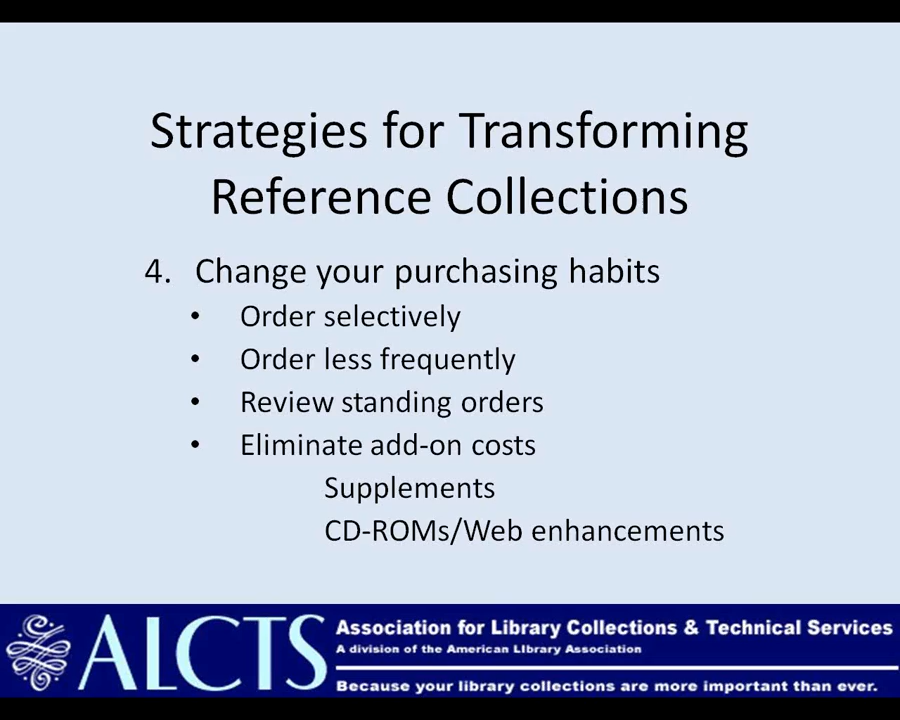 Strategies for Transforming
Reference Collections
4. Change your purchasing habits
• Order selectively
• Order less frequently
• Review standing orders
• Eliminate add-on costs
Supplements
CD-ROMs/Web enhancements
ALCTS
Association for Library Collections & Technical Services
A division of the American Library Association
Because your library collections are more important than ever.